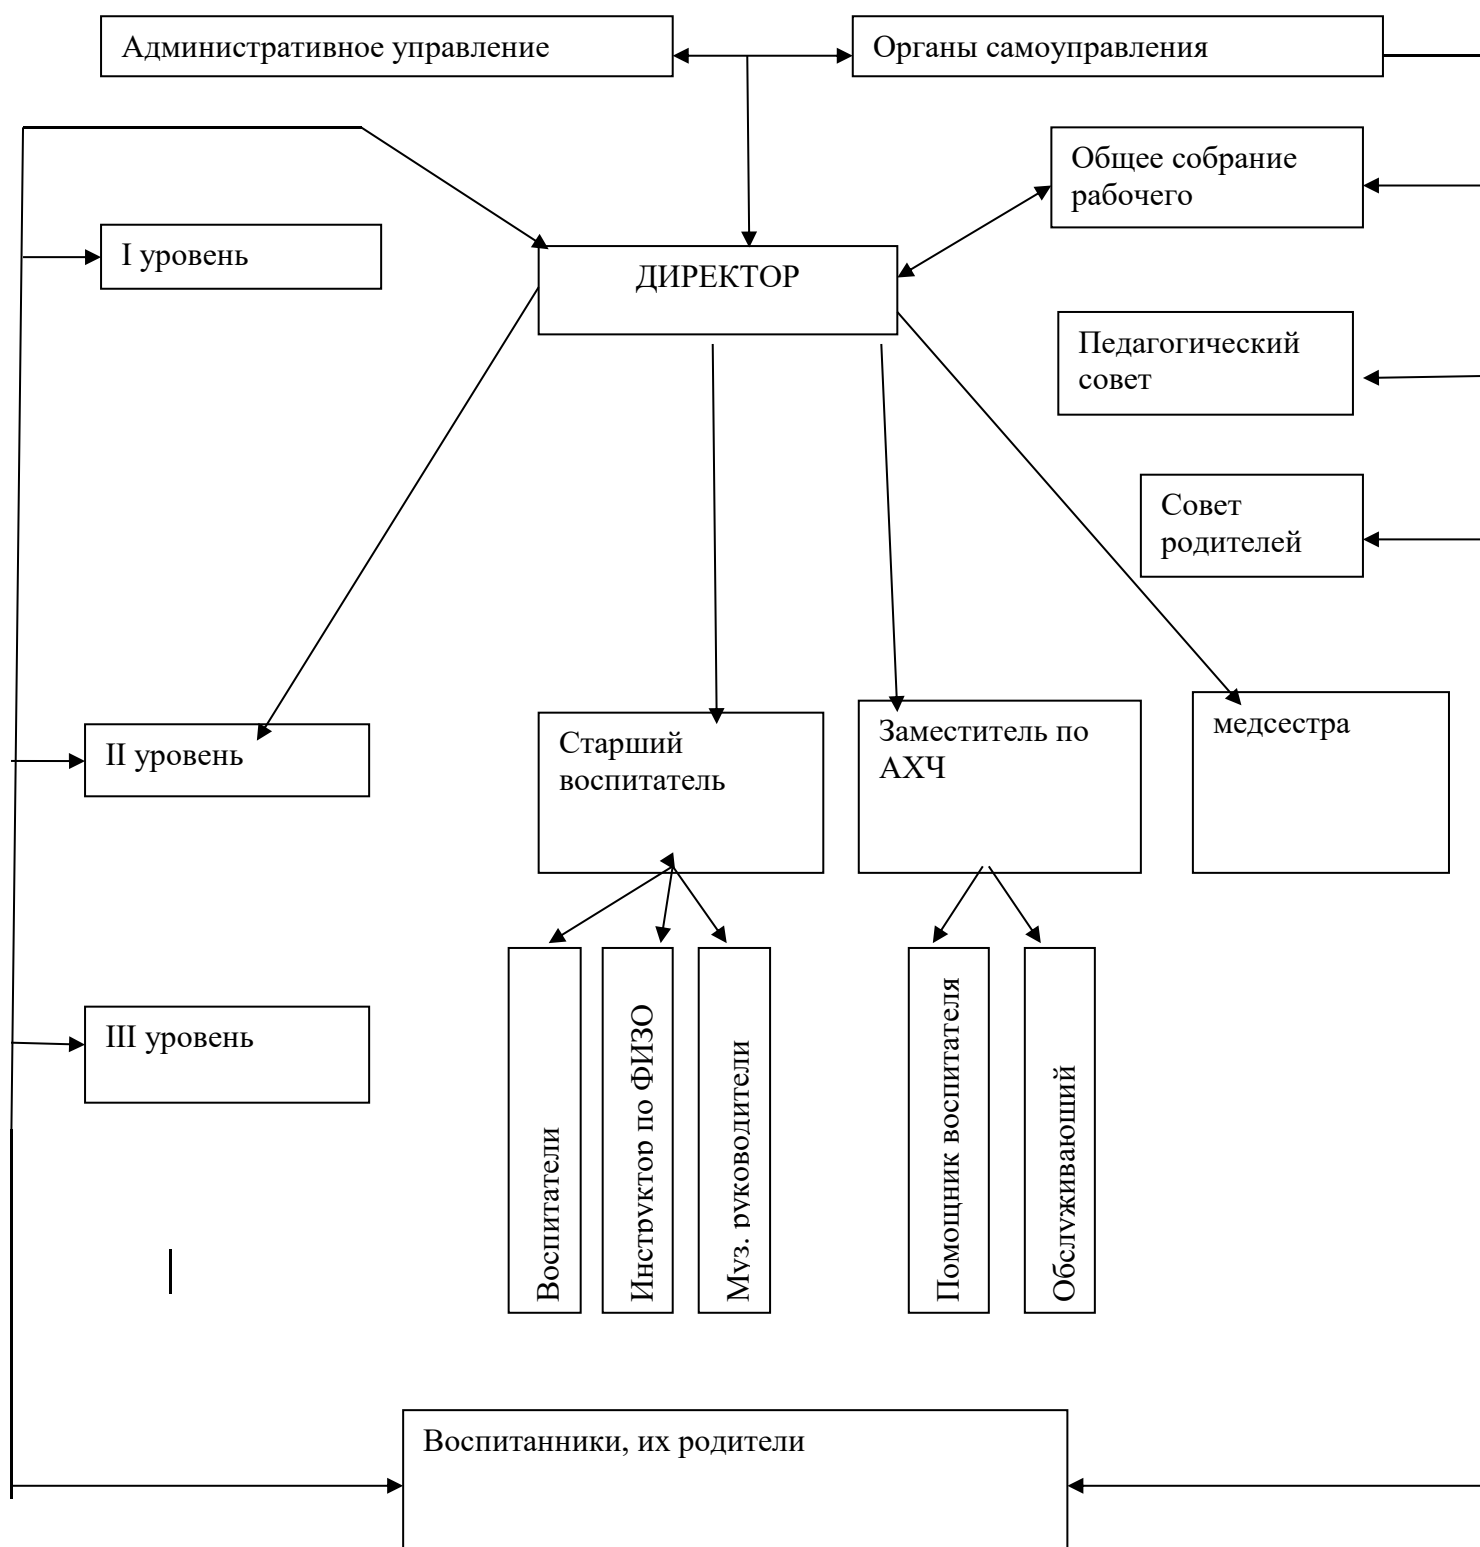 Административное управление
Органы самоуправления
Общее собрание
рабочего
I уровень
ДИРЕКТОР
Педагогический
совет
Совет
родителей
II уровень
Старший
воспитатель
Заместитель по
АХЧ
медсестра
III уровень
Воспитатели
Инструктор по ФИЗО
Муз. руководители
Помощник воспитателя
Обслуживающий
Воспитанники, их родители